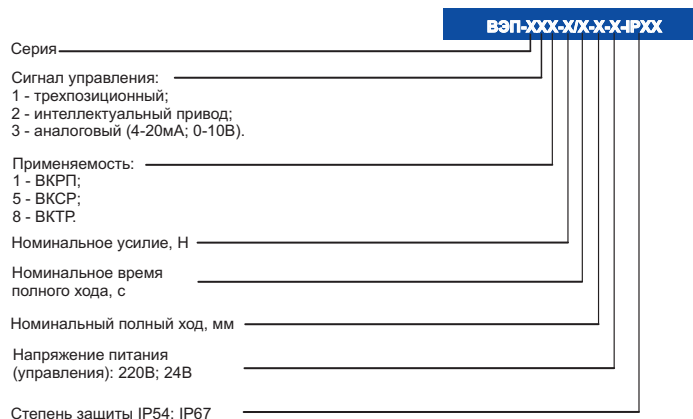 ВЭП-XXX-X/X-X-X-IPXX
Серия
Сигнал управления:
1 - трехпозиционный;
2 - интеллектуальный привод;
3 - аналоговый (4-20мА; 0-10В).
Применяемость:
1 - ВКРП;
5 - ВКСР;
8 - ВКТР.
Номинальное усилие, Н
Номинальное время
полного хода, с
Номинальный полный ход, мм
Напряжение питания
(управления): 220В; 24В
Степень защиты IP54; IP67